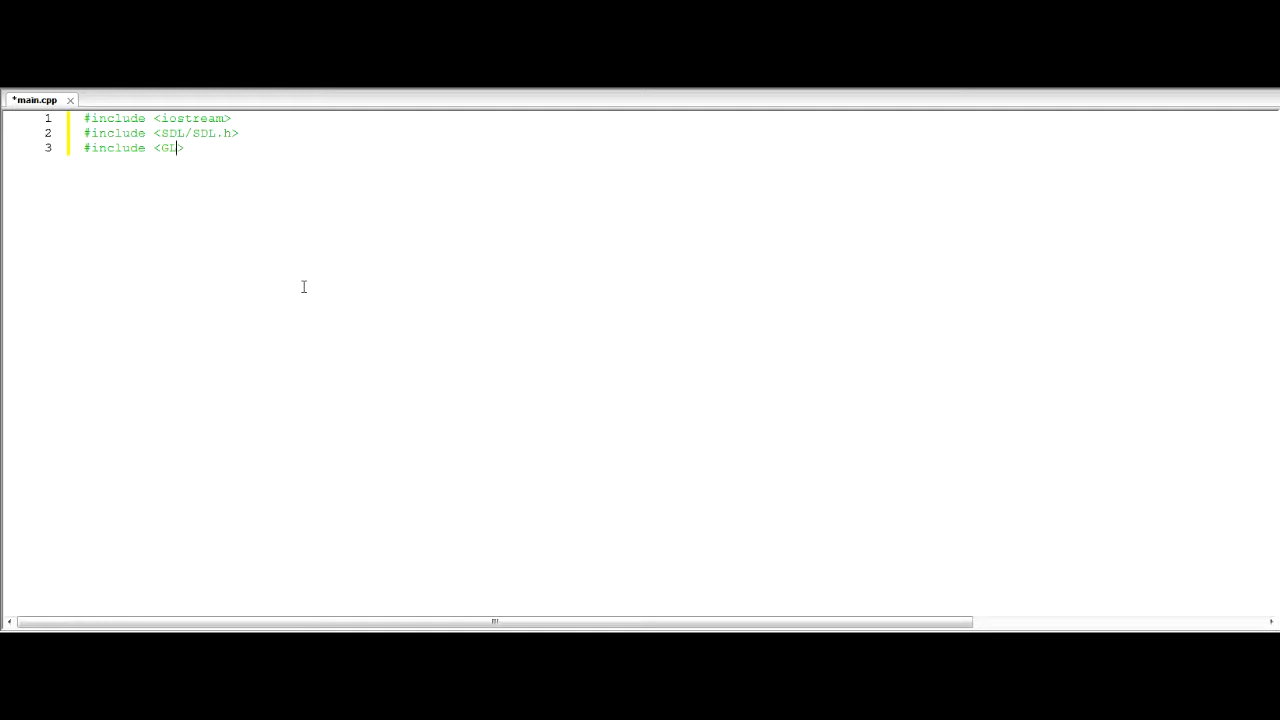 *main.cpp
1 #include <iostream>
2 #include <SDL/SDL.h>
3 #include <GL>